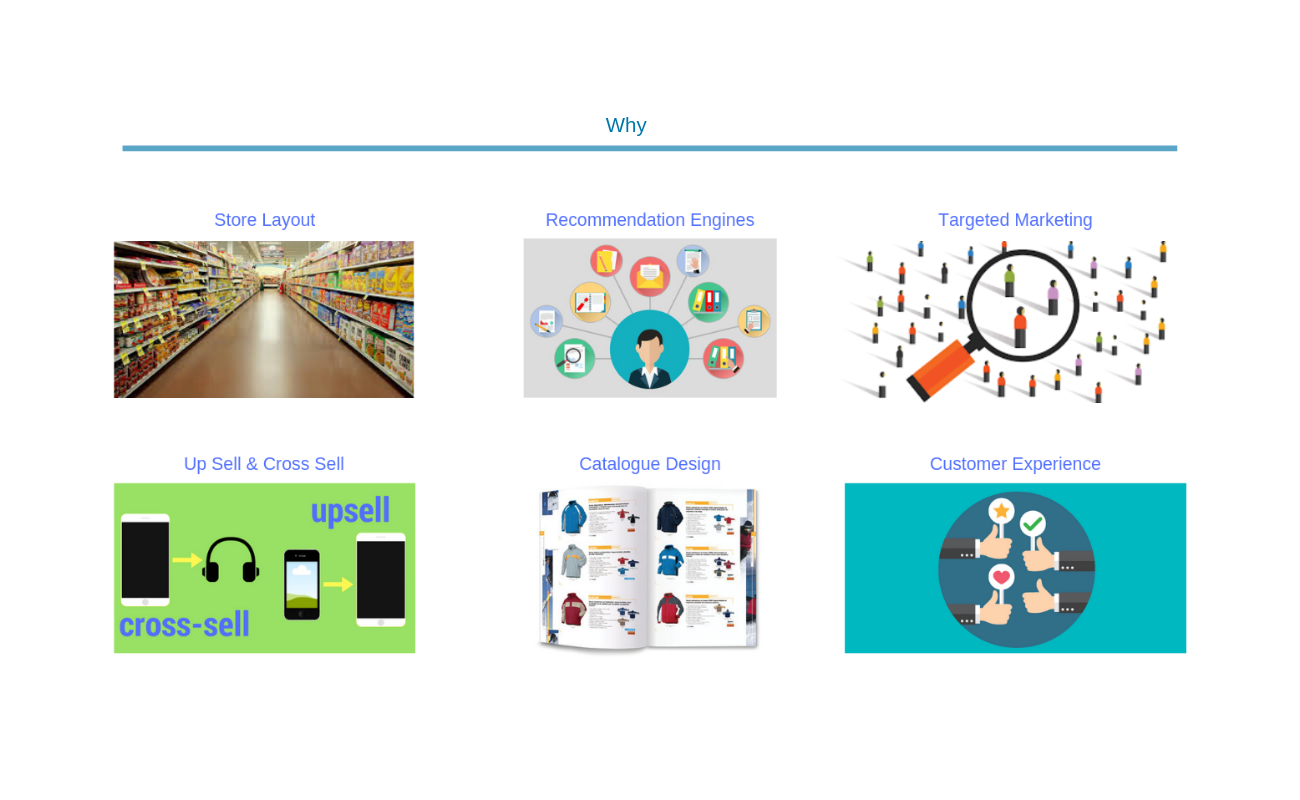 Why
Store Layout
Recommendation Engines
Targeted Marketing
Up Sell & Cross Sell
Catalogue Design
Customer Experience
upsell
cross-sell